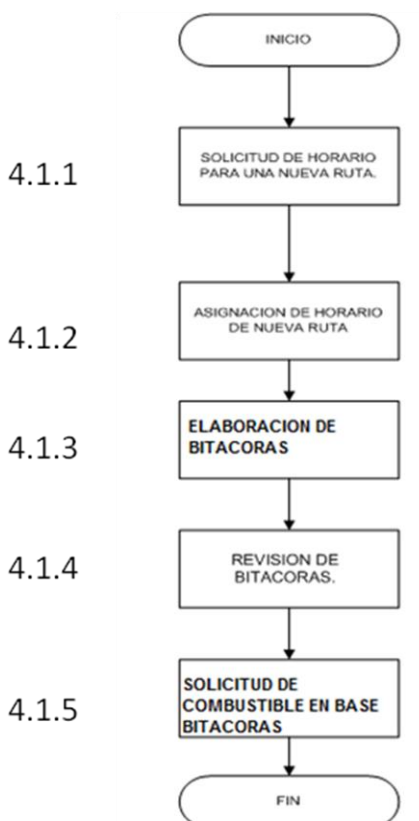 INICIO
4.1.1
SOLICITUD DE HORARIO
PARA UNA NUEVA RUTA.
4.1.2
ASIGNACION DE HORARIO
DE NUEVA RUTA
4.1.3
ELABORACION DE
BITACORAS
4.1.4
REVISION DE
BITACORAS.
4.1.5
SOLICITUD DE
COMBUSTIBLE EN BASE
BITACORAS
FIN